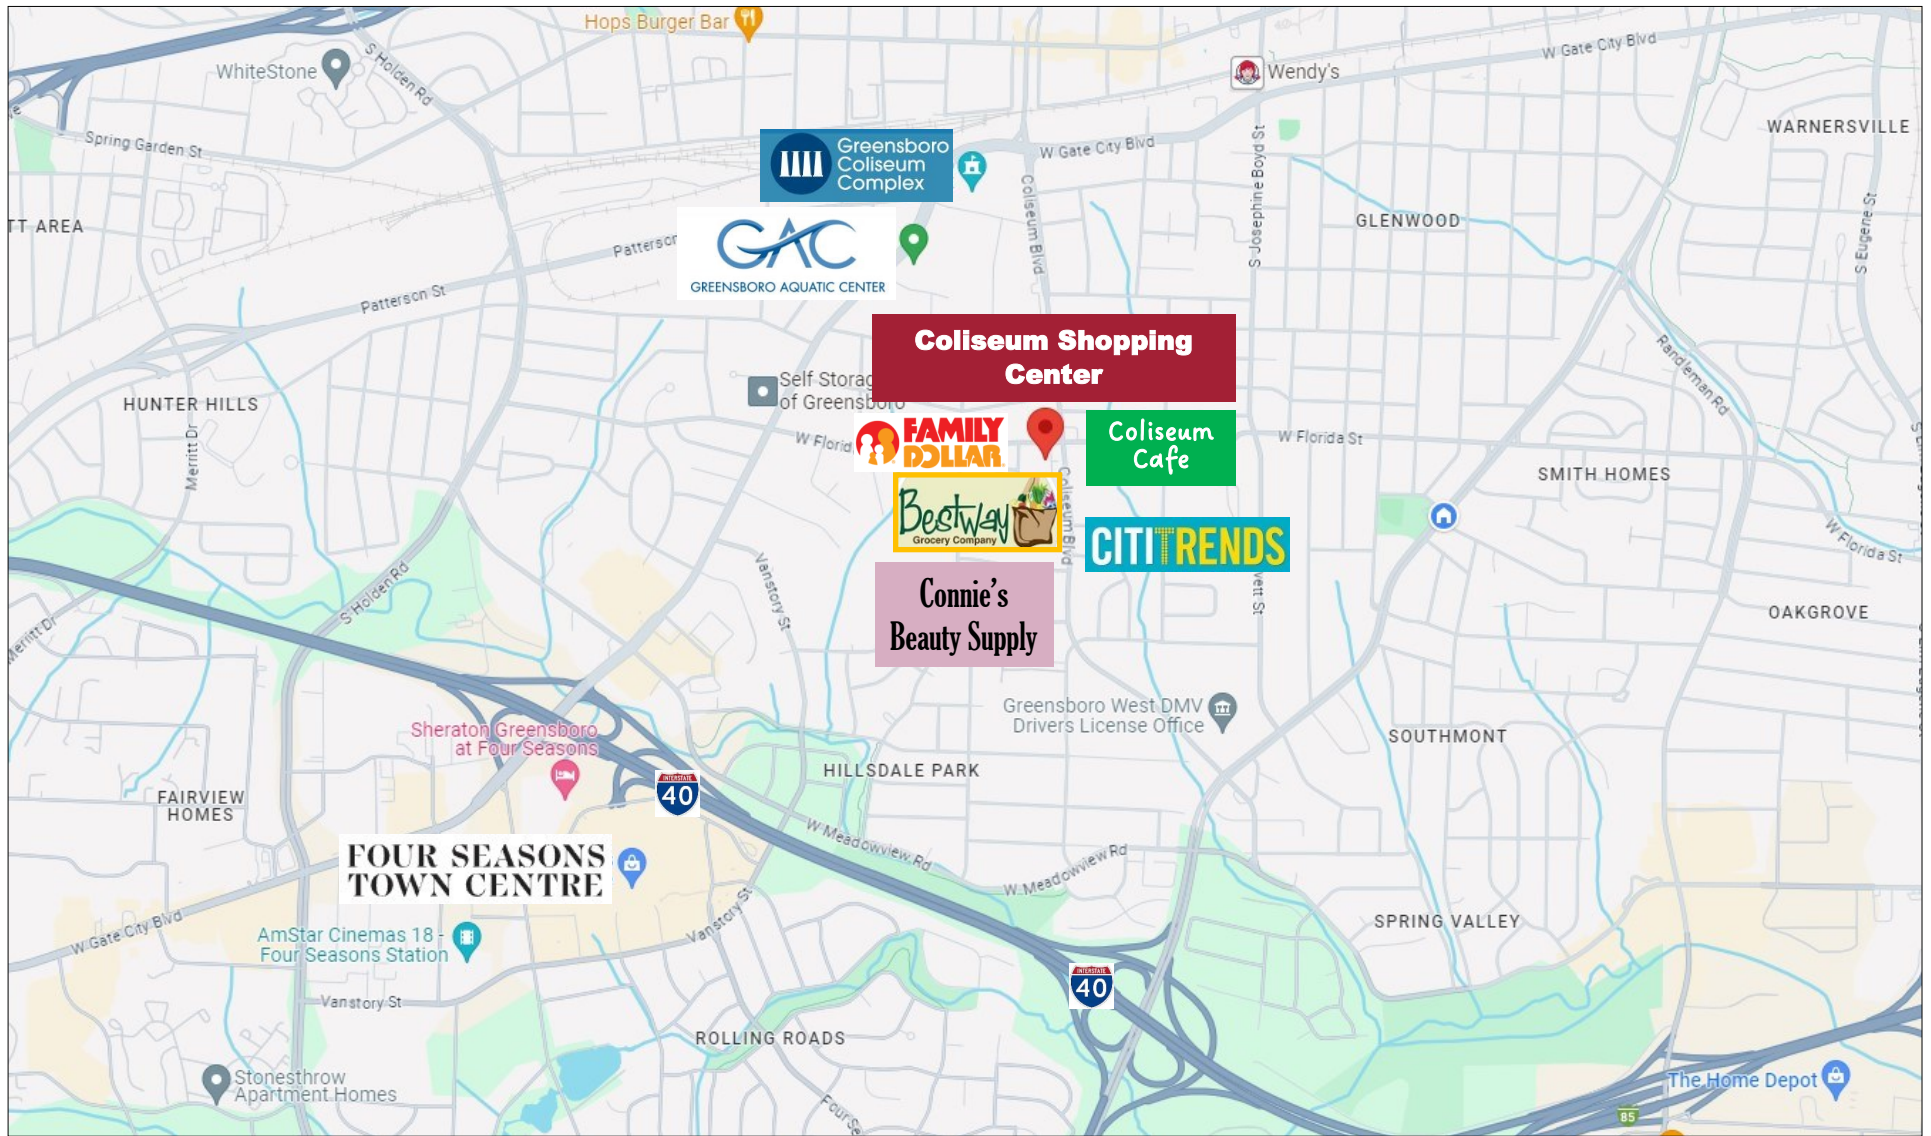 Hops Burger Bar
WhiteStone
S Holden Rd
Wendy's
W Gate City Blvd
Spring Garden St
WARNERSVILLE
Greensboro
Coliseum
Complex
W Gate City Blvd
S Josephine Boyd St
Coliseum Blvd
GLENWOOD
S Eugene St
TT AREA
Patterson
GAC
GREENSBORO AQUATIC CENTER
Patterson St
Coliseum Shopping
Center
Randleman Rd
Self Storag
of Greensboro
HUNTER HILLS
Merritt Dr
W Florid
FAMILY
DOLLAR
Coliseum
Cafe
W Florida St
SMITH HOMES
Bestway
Grocery Company
Coliseum Blvd
CITITRENDS
W Florida St
Vanstory St
S Holden Rd
vett St
Connie's
Beauty Supply
OAKGROVE
Merritt Dr
Greensboro West DMV
Drivers License Office
Sheraton Greensboro
at Four Seasons
SOUTHMONT
HILLSDALE PARK
INTERSTATE
40
FAIRVIEW
HOMES
W Meadowview Rd
W Meadowview Rd
FOUR SEASONS
TOWN CENTRE
Vanstory St
W Gate City Blvd
SPRING VALLEY
AmStar Cinemas 18 -
Four Seasons Station
INTERSTATE
40
Vanstory St
ROLLING ROADS
Stonesthrow
Apartment Homes
The Home Depot
Four Se
85